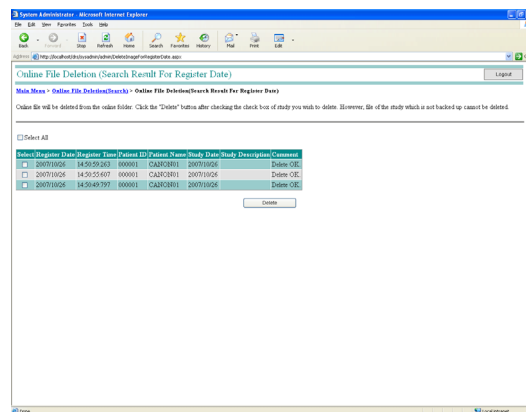 System Administrator - Microsoft Internet Explorer
File Edit View Favorites Tools Help
Back Forward Stop Refresh Home Search Favorites History Mail Print Edit
Address http://localhost/drs/sysadmin/admin/DeleteImageForRegisterDate.aspx
Online File Deletion (Search Result For Register Date)
Logout
Main Menu > Online File Deletion(Search) > Online File Deletion(Search Result For Register Date)
Online file will be deleted from the online folder. Click the "Delete" button after checking the check box of study you wish to delete. However, file of the study which is not backed up cannot be deleted.
Select All
Select Register Date Register Time Patient ID Patient Name Study Date Study Description Comment
2007/10/26 14:50:59:263 000001 CANON01 2007/10/26 Delete OK.
2007/10/26 14:50:55:607 000001 CANON01 2007/10/26 Delete OK.
2007/10/26 14:50:49:797 000001 CANON01 2007/10/26 Delete OK.
Delete
Done
Local intranet